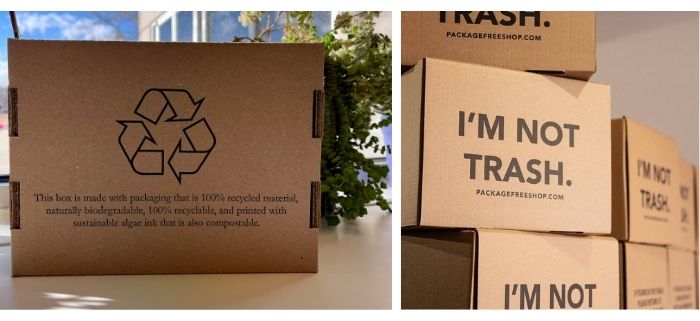 This box is made with packaging that is 100% recycled material,
naturally biodegradable, 100% recyclable, and printed with
sustainable algae ink that is also compostable.
TRASH.
PACKAGEFREESHOP.COM
I'M NOT
TRASH.
PACKAGEFREESHOP.COM
I'M NOT
TRASH.
I'M NOT